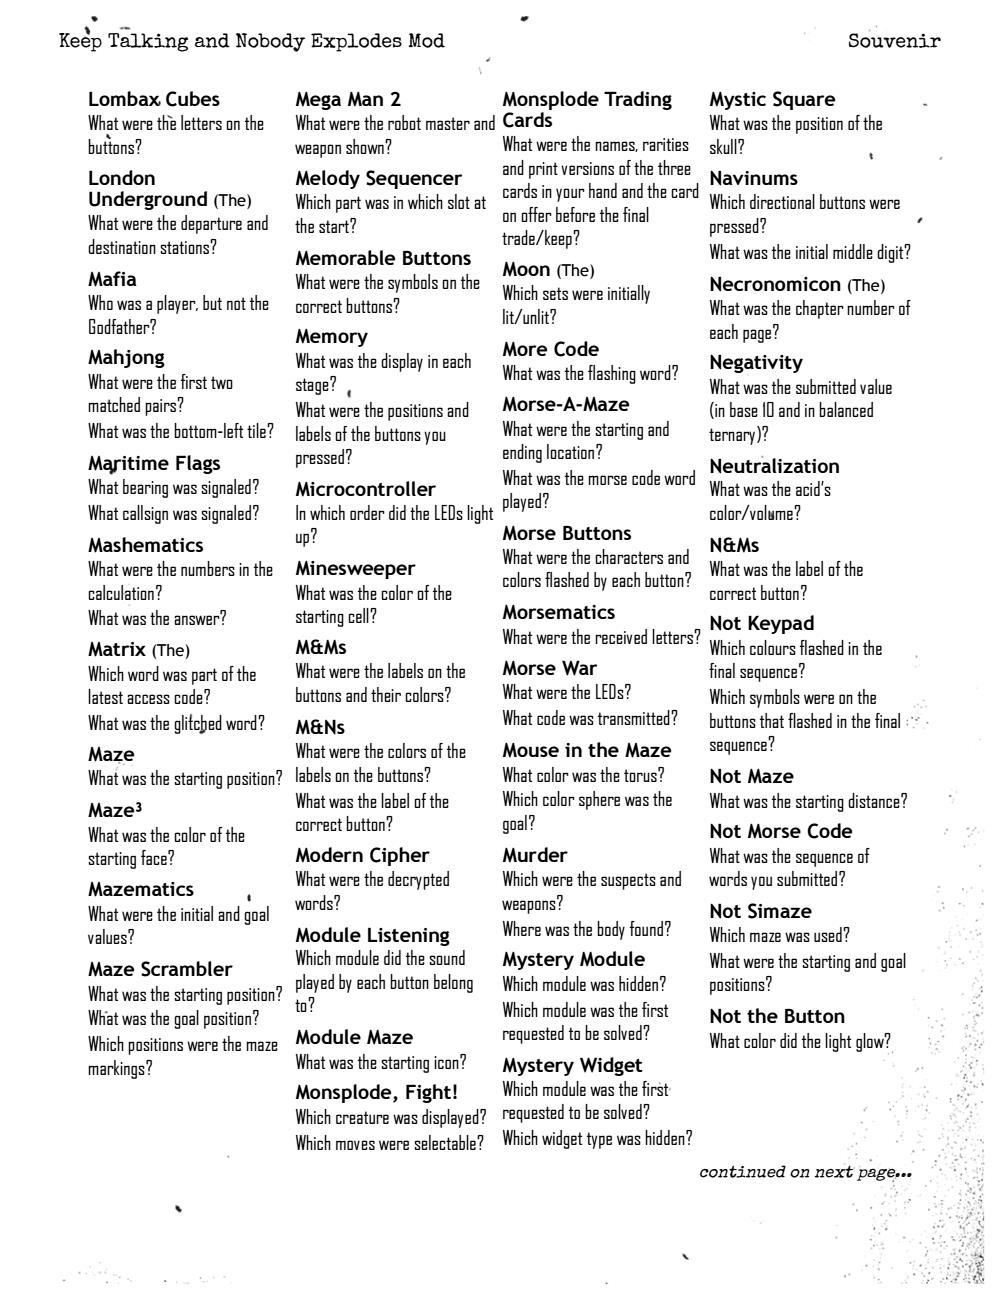 Keep Talking and Nobody Explodes Mod
Souvenir
Lombax Cubes
What were the letters on the
buttons?
London
Underground (The)
What were the departure and
destination stations?
Mafia
Who was a player, but not the
Godfather?
Mahjong
What were the first two
matched pairs?
What was the bottom-left tile?
Maritime Flags
What bearing was signaled?
What callsign was signaled?
Mashematics
What were the numbers in the
calculation?
What was the answer?
Matrix (The)
Which word was part of the
latest access code?
What was the glitched word?
Maze
What was the starting position?
Maze³
What was the color of the
starting face?
Mazematics
What were the initial and goal
values?
Maze Scrambler
What was the starting position?
What was the goal position?
Which positions were the maze
markings?
Mega Man 2
What were the robot master and
weapon shown?
Melody Sequencer
Which part was in which slot at
the start?
Memorable Buttons
What were the symbols on the
correct buttons?
Memory
What was the display in each
stage?
What were the positions and
labels of the buttons you
pressed?
Microcontroller
In which order did the LEDs light
up?
Minesweeper
What was the color of the
starting cell?
M&Ms
What were the labels on the
buttons and their colors?
M&Ns
What were the colors of the
labels on the buttons?
What was the label of the
correct button?
Modern Cipher
What were the decrypted
words?
Module Listening
Which module did the sound
played by each button belong
to?
Module Maze
What was the starting icon?
Monsplode, Fight!
Which creature was displayed?
Which moves were selectable?
Monsplode Trading
Cards
What were the names, rarities
and print versions of the three
cards in your hand and the card
on offer before the final
trade/keep?
Moon (The)
Which sets were initially
lit/unlit?
More Code
What was the flashing word?
Morse-A-Maze
What were the starting and
ending location?
What was the morse code word
played?
Morse Buttons
What were the characters and
colors flashed by each button?
Morsematics
What were the received letters?
Morse War
What were the LEDs?
What code was transmitted?
Mouse in the Maze
What color was the torus?
Which color sphere was the
goal?
Murder
Which were the suspects and
weapons?
Where was the body found?
Mystery Module
Which module was hidden?
Which module was the first
requested to be solved?
Mystery Widget
Which module was the first
requested to be solved?
Which widget type was hidden?
Mystic Square
What was the position of the
skull?
Navinums
Which directional buttons were
pressed?
What was the initial middle digit?
Necronomicon (The)
What was the chapter number of
each page?
Negativity
What was the submitted value
(in base 10 and in balanced
ternary)?
Neutralization
What was the acid's
color/volume?
N&Ms
What was the label of the
correct button?
Not Keypad
Which colours flashed in the
final sequence?
Which symbols were on the
buttons that flashed in the final
sequence?
Not Maze
What was the starting distance?
Not Morse Code
What was the sequence of
words you submitted?
Not Simaze
Which maze was used?
What were the starting and goal
positions?
Not the Button
What color did the light glow?
continued on next page...